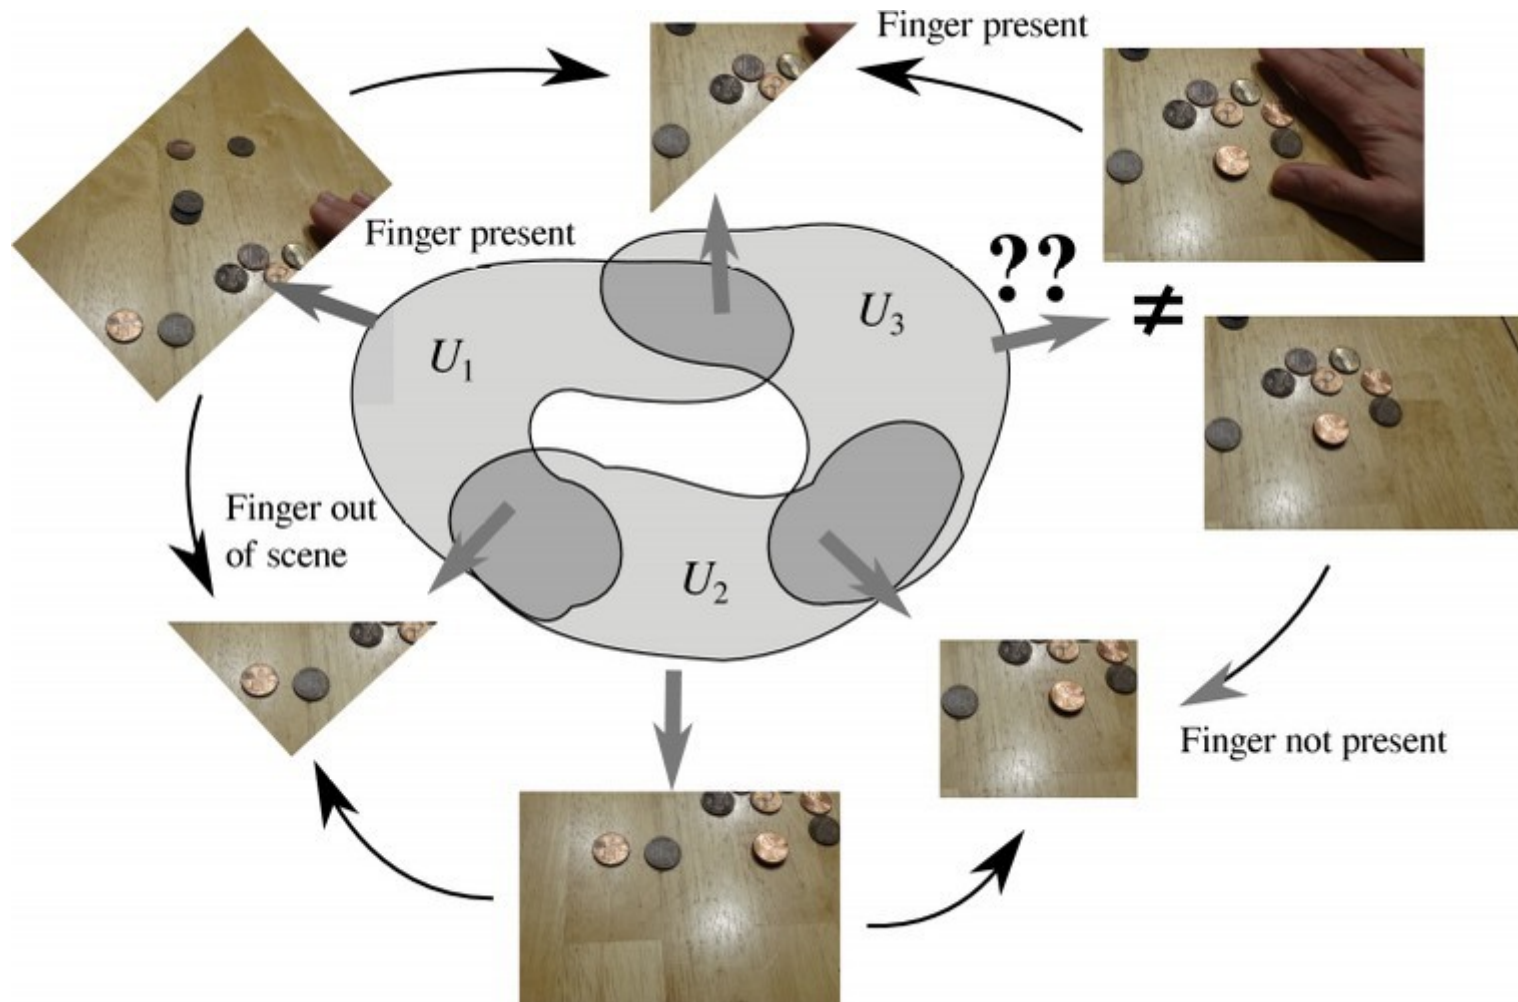 Finger present
Finger present
??
U3
≠
U1
Finger out
of scene
U2
Finger not present